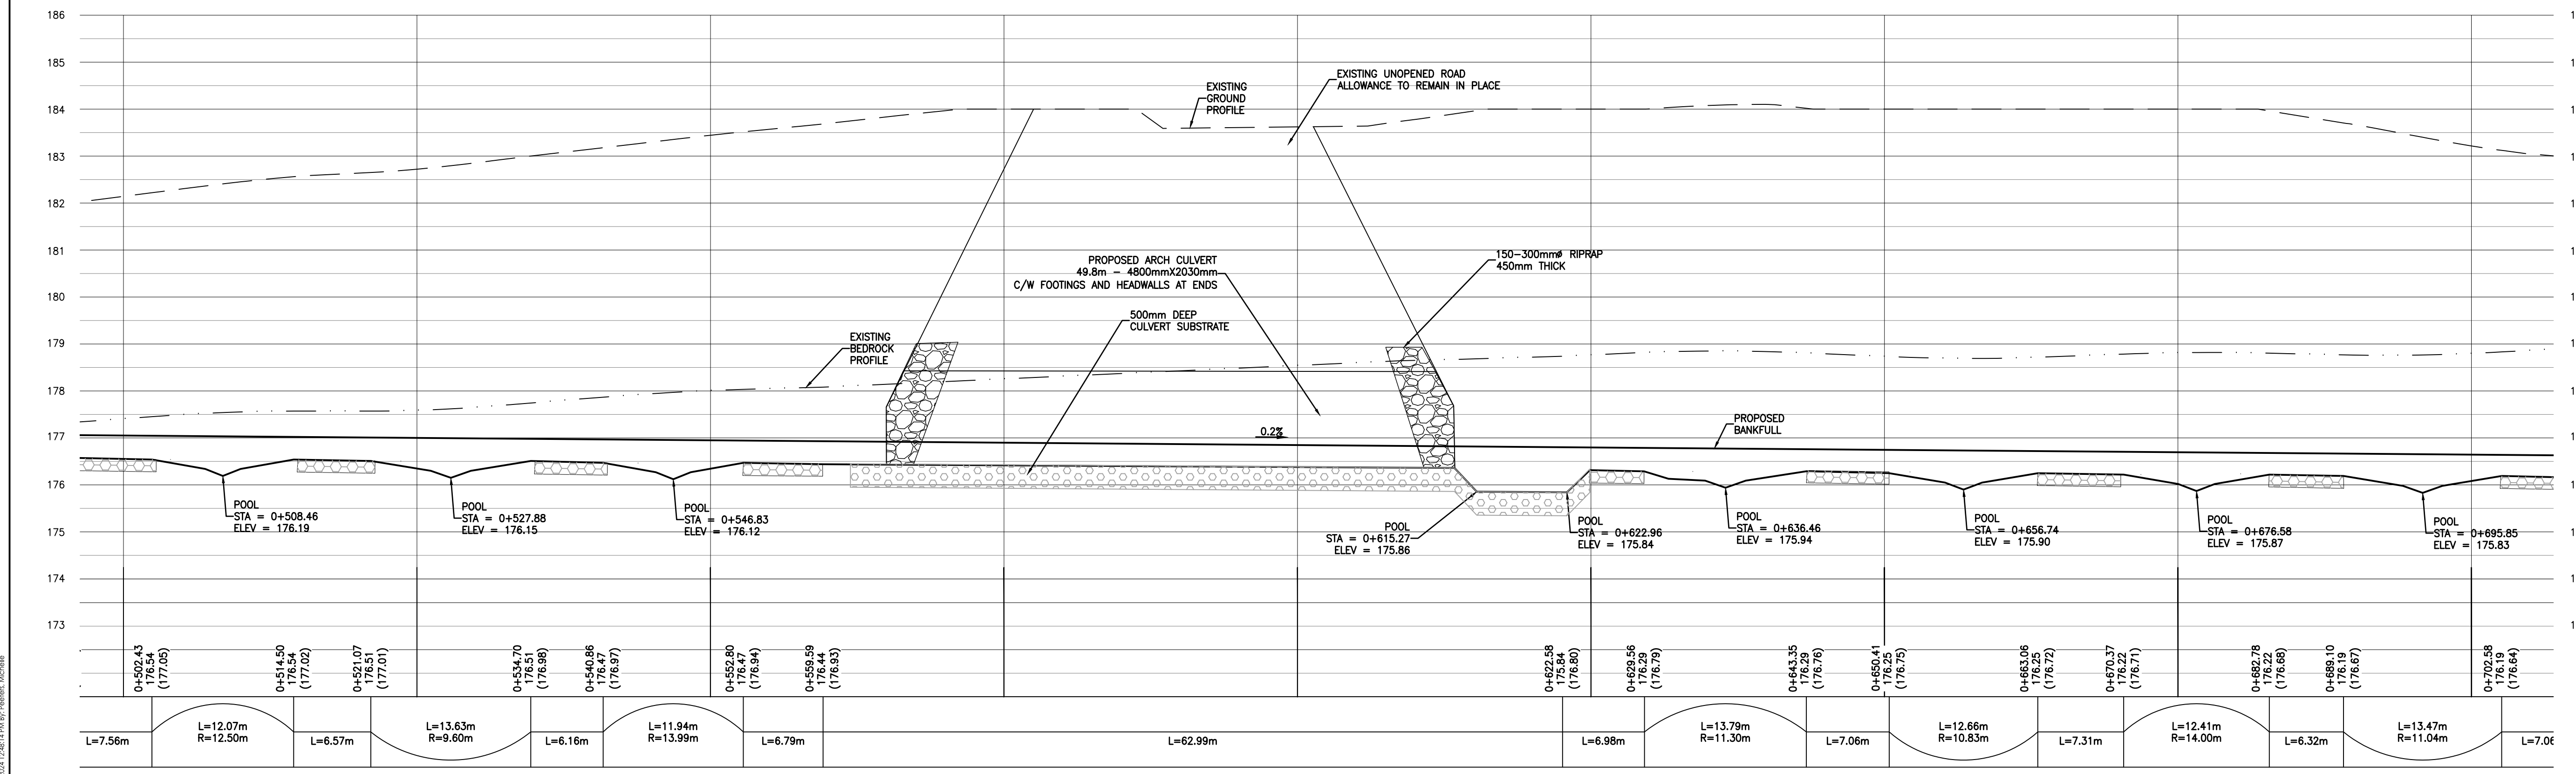 186
185
184
183
182
181
180
179
178
177
176
175
174
173
EXISTING
GROUND
PROFILE
EXISTING UNOPENED ROAD
ALLOWANCE TO REMAIN IN PLACE
PROPOSED ARCH CULVERT
49.8m - 4800mmX2030mm
C/W FOOTINGS AND HEADWALLS AT ENDS
150-300mmø RIPRAP
450mm THICK
500mm DEEP
CULVERT SUBSTRATE
EXISTING
BEDROCK
PROFILE
0.2%
PROPOSED
BANKFULL
POOL
STA = 0+508.46
ELEV = 176.19
POOL
STA = 0+527.88
ELEV = 176.15
POOL
STA = 0+546.83
ELEV = 176.12
POOL
STA = 0+615.27
ELEV = 175.86
POOL
STA = 0+622.96
ELEV = 175.84
POOL
STA = 0+636.46
ELEV = 175.94
POOL
STA = 0+656.74
ELEV = 175.90
POOL
STA = 0+676.58
ELEV = 175.87
POOL
STA = 0+695.85
ELEV = 175.83
0+502.43
176.54
(177.05)
0+514.50
176.54
(177.02)
0+521.07
176.51
(177.01)
0+534.70
176.51
(176.98)
0+540.86
176.47
(176.97)
0+552.80
176.47
(176.94)
0+559.59
176.44
(176.93)
0+622.58
175.84
(176.80)
0+629.56
176.29
(176.79)
0+643.35
176.29
(176.76)
0+650.41
176.25
(176.75)
0+663.06
176.25
(176.72)
0+670.37
176.22
(176.71)
0+682.78
176.22
(176.68)
0+689.10
176.19
(176.67)
0+702.58
176.19
(176.64)
L=7.56m
L=12.07m
R=12.50m
L=6.57m
L=13.63m
R=9.60m
L=6.16m
L=11.94m
R=13.99m
L=6.79m
L=62.99m
L=6.98m
L=13.79m
R=11.30m
L=7.06m
L=12.66m
R=10.83m
L=7.31m
L=12.41m
R=14.00m
L=6.32m
L=13.47m
R=11.04m
L=7.06